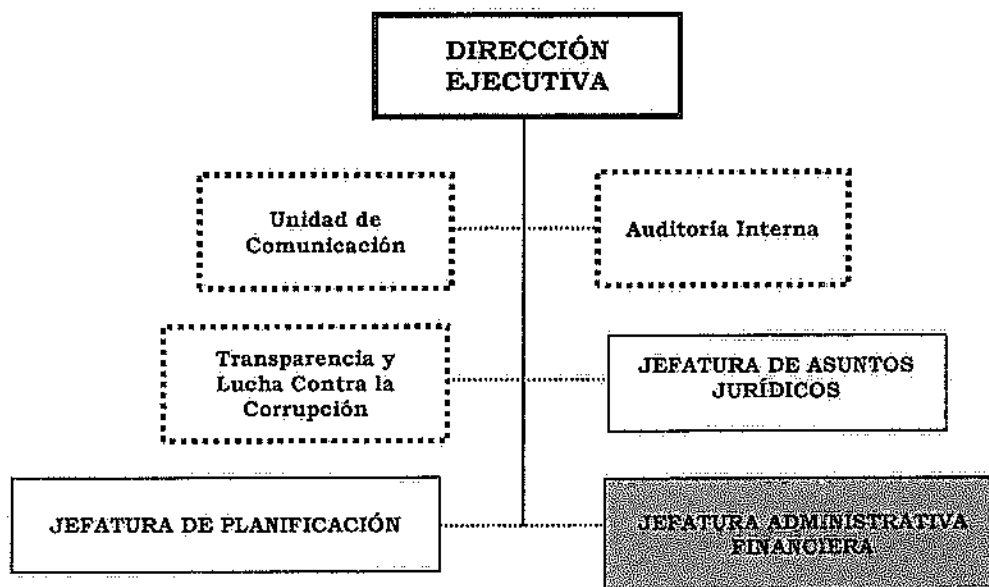 DIRECCIÓN
EJECUTIVA
Unidad de
Comunicación
Auditoría Interna
Transparencia y
Lucha Contra la
Corrupción
JEFATURA DE ASUNTOS
JURÍDICOS
JEFATURA DE PLANIFICACIÓN
JEFATURA ADMINISTRATIVA
FINANCIERA